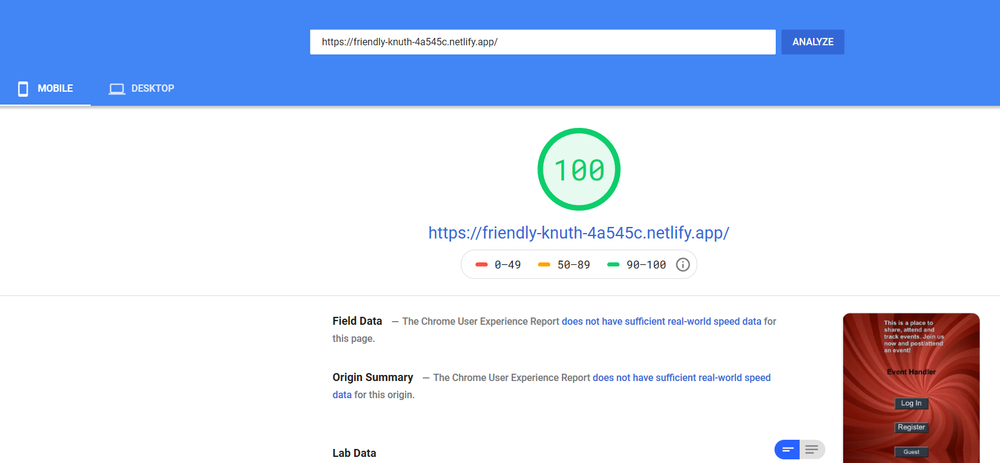 https://friendly-knuth-4a545c.netlify.app/
ANALYZE
MOBILE
DESKTOP
100
https://friendly-knuth-4a545c.netlify.app/
0–49
50–89
90–100
Field Data — The Chrome User Experience Report does not have sufficient real-world speed data for
this page.
Origin Summary — The Chrome User Experience Report does not have sufficient real-world speed
data for this origin.
Lab Data
This is a place to
share, attend and
track events. Join us
now and post/attend
an event!
Event Handler
Log In
Register
Guest